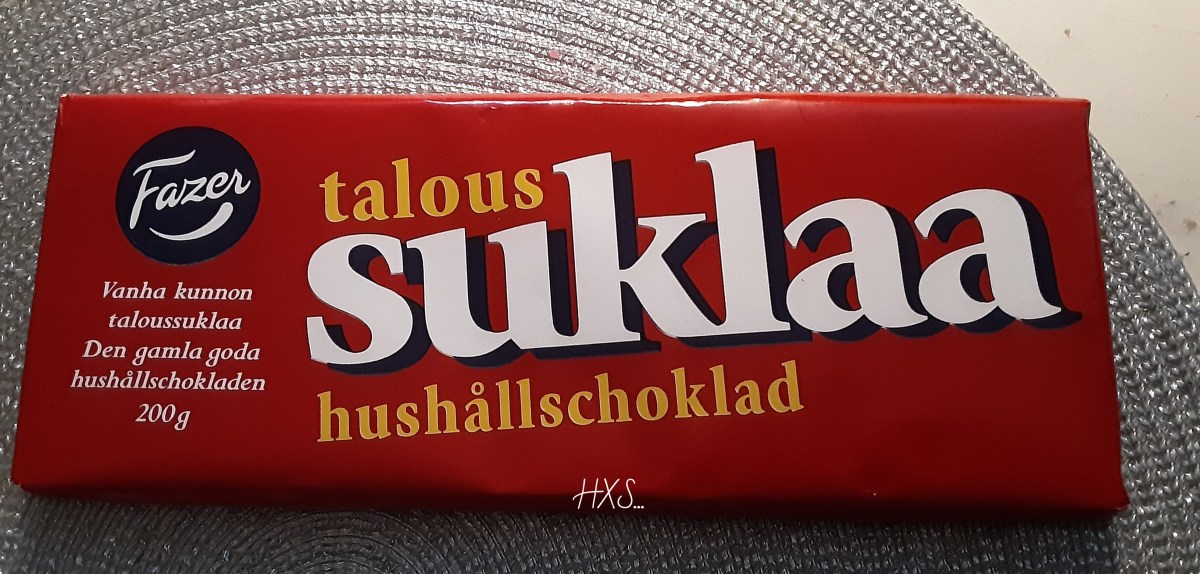 Fazer
Vanha kunnon
taloussuklaa
Den gamla goda
hushållschokladen
200g
talous
suklaa
hushållschoklad
HXS...